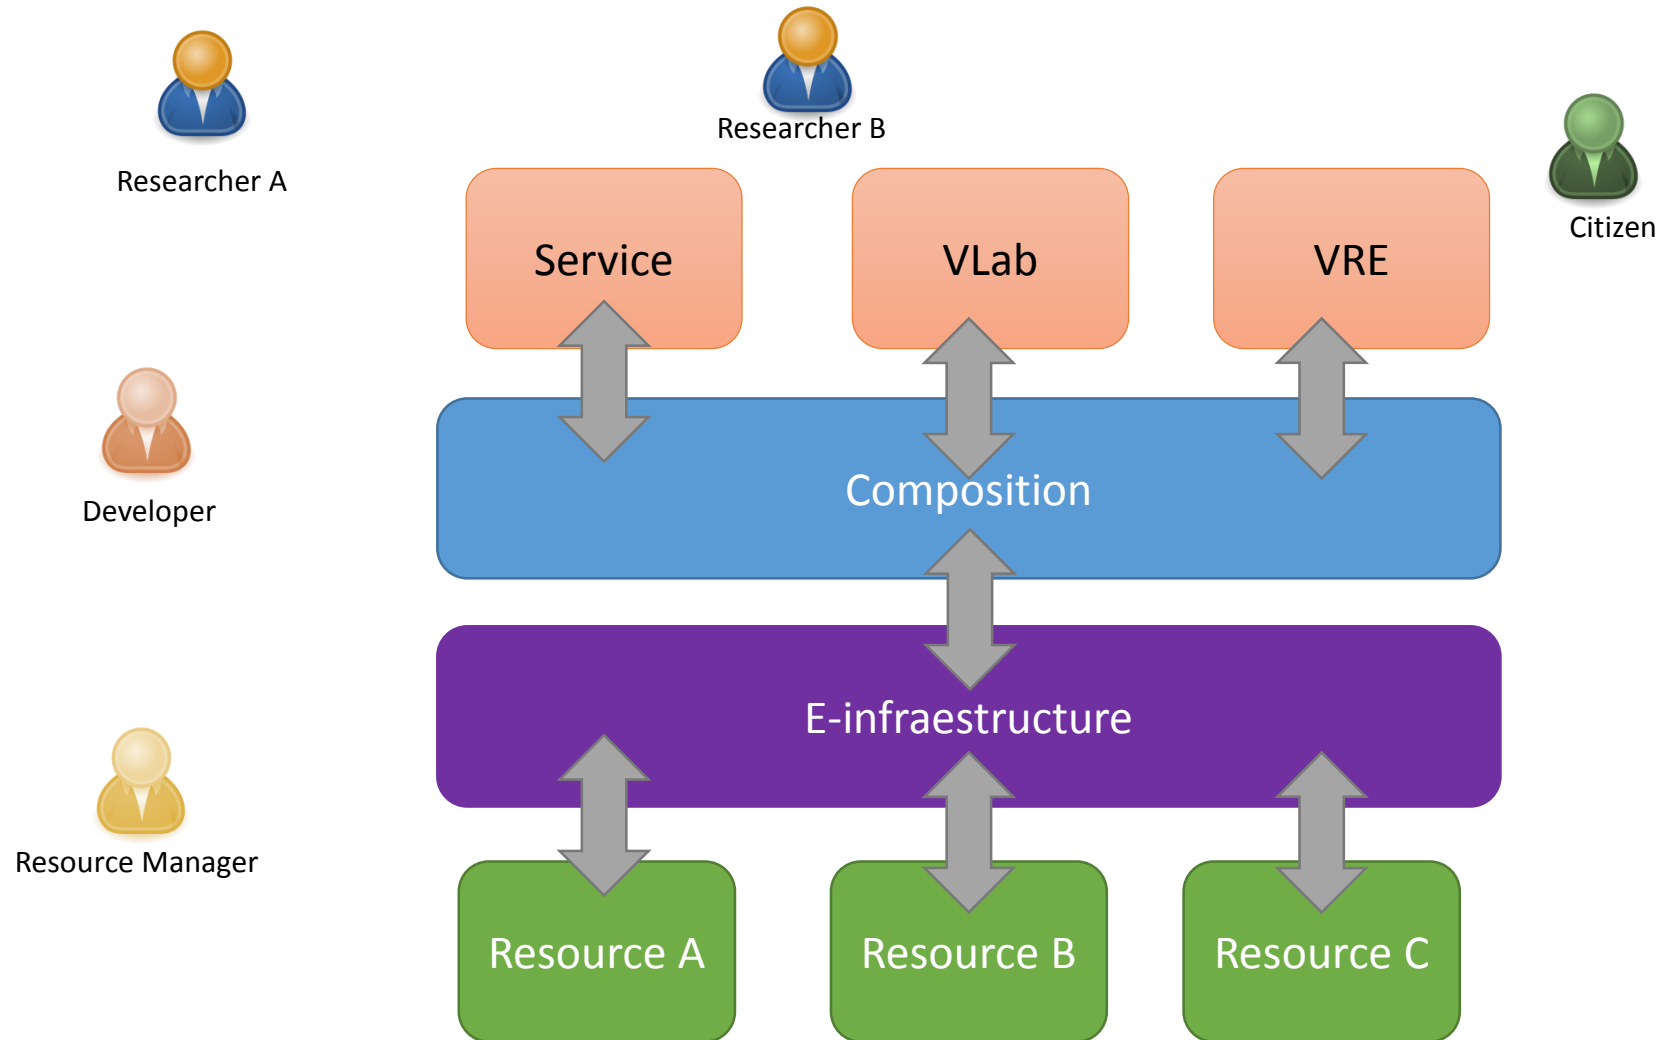 Researcher B
Researcher A
Citizen
Service
VLab
VRE
Developer
Composition
E-infraestructure
Resource Manager
Resource A
Resource B
Resource C